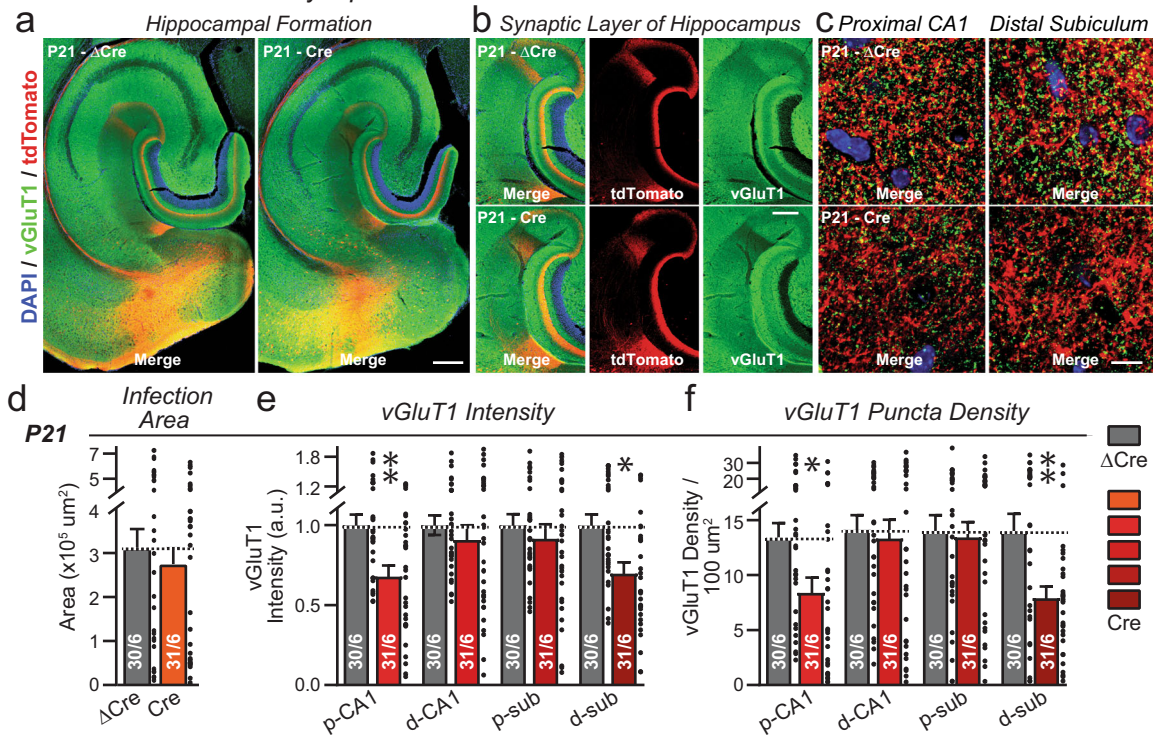 a
Hippocampal Formation
P21 - ΔCre
P21 - Cre
DAPI / vGluT1 / tdTomato
Merge
Merge
b
Synaptic Layer of Hippocampus
P21 - ΔCre
Merge
tdTomato
vGluT1
P21 - Cre
Merge
tdTomato
vGluT1
c
Proximal CA1
Distal Subiculum
P21 - ΔCre
Merge
Merge
P21 - Cre
Merge
Merge
d
Infection
Area
P21
Area (x10⁵ um²)
7
5
4
3
2
1
0
30/6
31/6
ΔCre
Cre
e
vGluT1 Intensity
vGluT1
Intensity (a.u.)
1.8
1.2
1.0
0.5
0
**
*
30/6
31/6
30/6
31/6
30/6
31/6
30/6
31/6
p-CA1
d-CA1
p-sub
d-sub
f
vGluT1 Puncta Density
vGluT1 Density /
100 um²
30
20
15
10
5
0
*
**
30/6
31/6
30/6
31/6
30/6
31/6
30/6
31/6
p-CA1
d-CA1
p-sub
d-sub
ΔCre
Cre